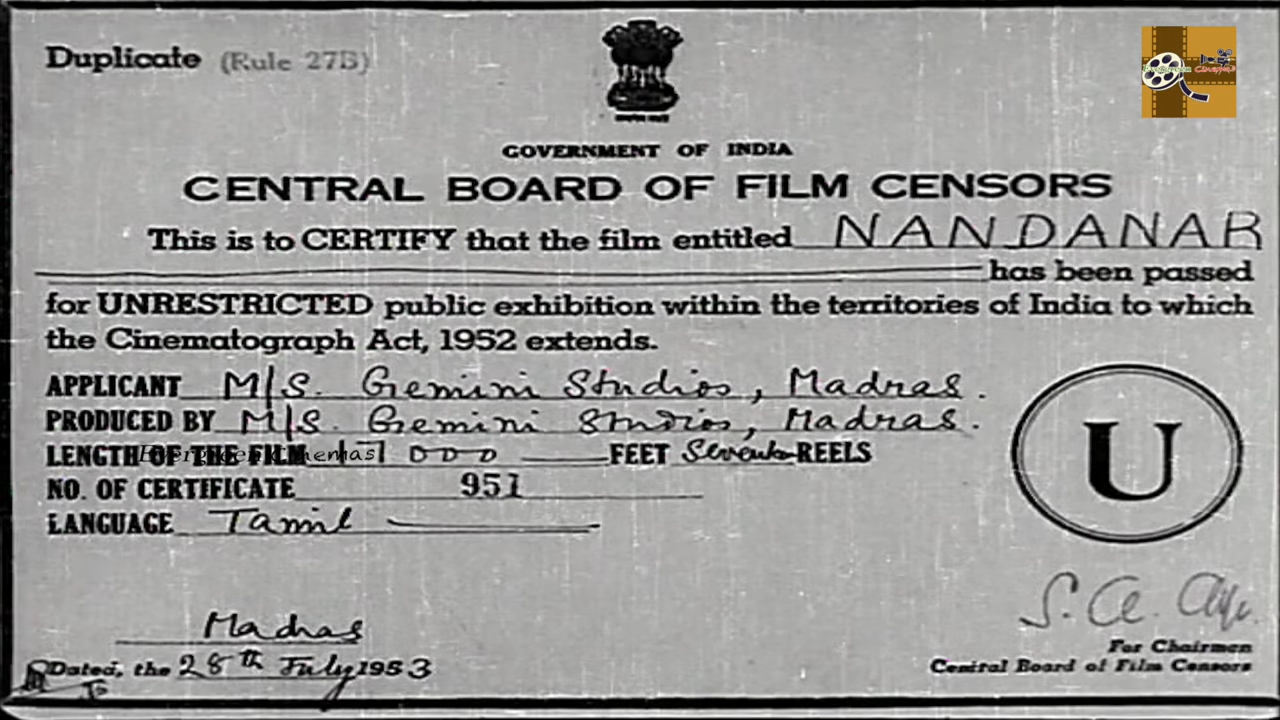 Duplicate (Rule 27B)
GOVERNMENT OF INDIA
CENTRAL BOARD OF FILM CENSORS
This is to CERTIFY that the film entitled NANDANAR
has been passed
for UNRESTRICTED public exhibition within the territories of India to which
the Cinematograph Act, 1952 extends.
APPLICANT M/S. Gemini Studios, Madras.
PRODUCED BY M/S. Gemini Studios, Madras.
LENGTH OF THE FILM 17000 FEET REELS
Evergreen Cinemas
NO. OF CERTIFICATE 951
LANGUAGE Tamil
U
Madras
Dated, the 28th July 1953
For Chairman
Central Board of Film Censors